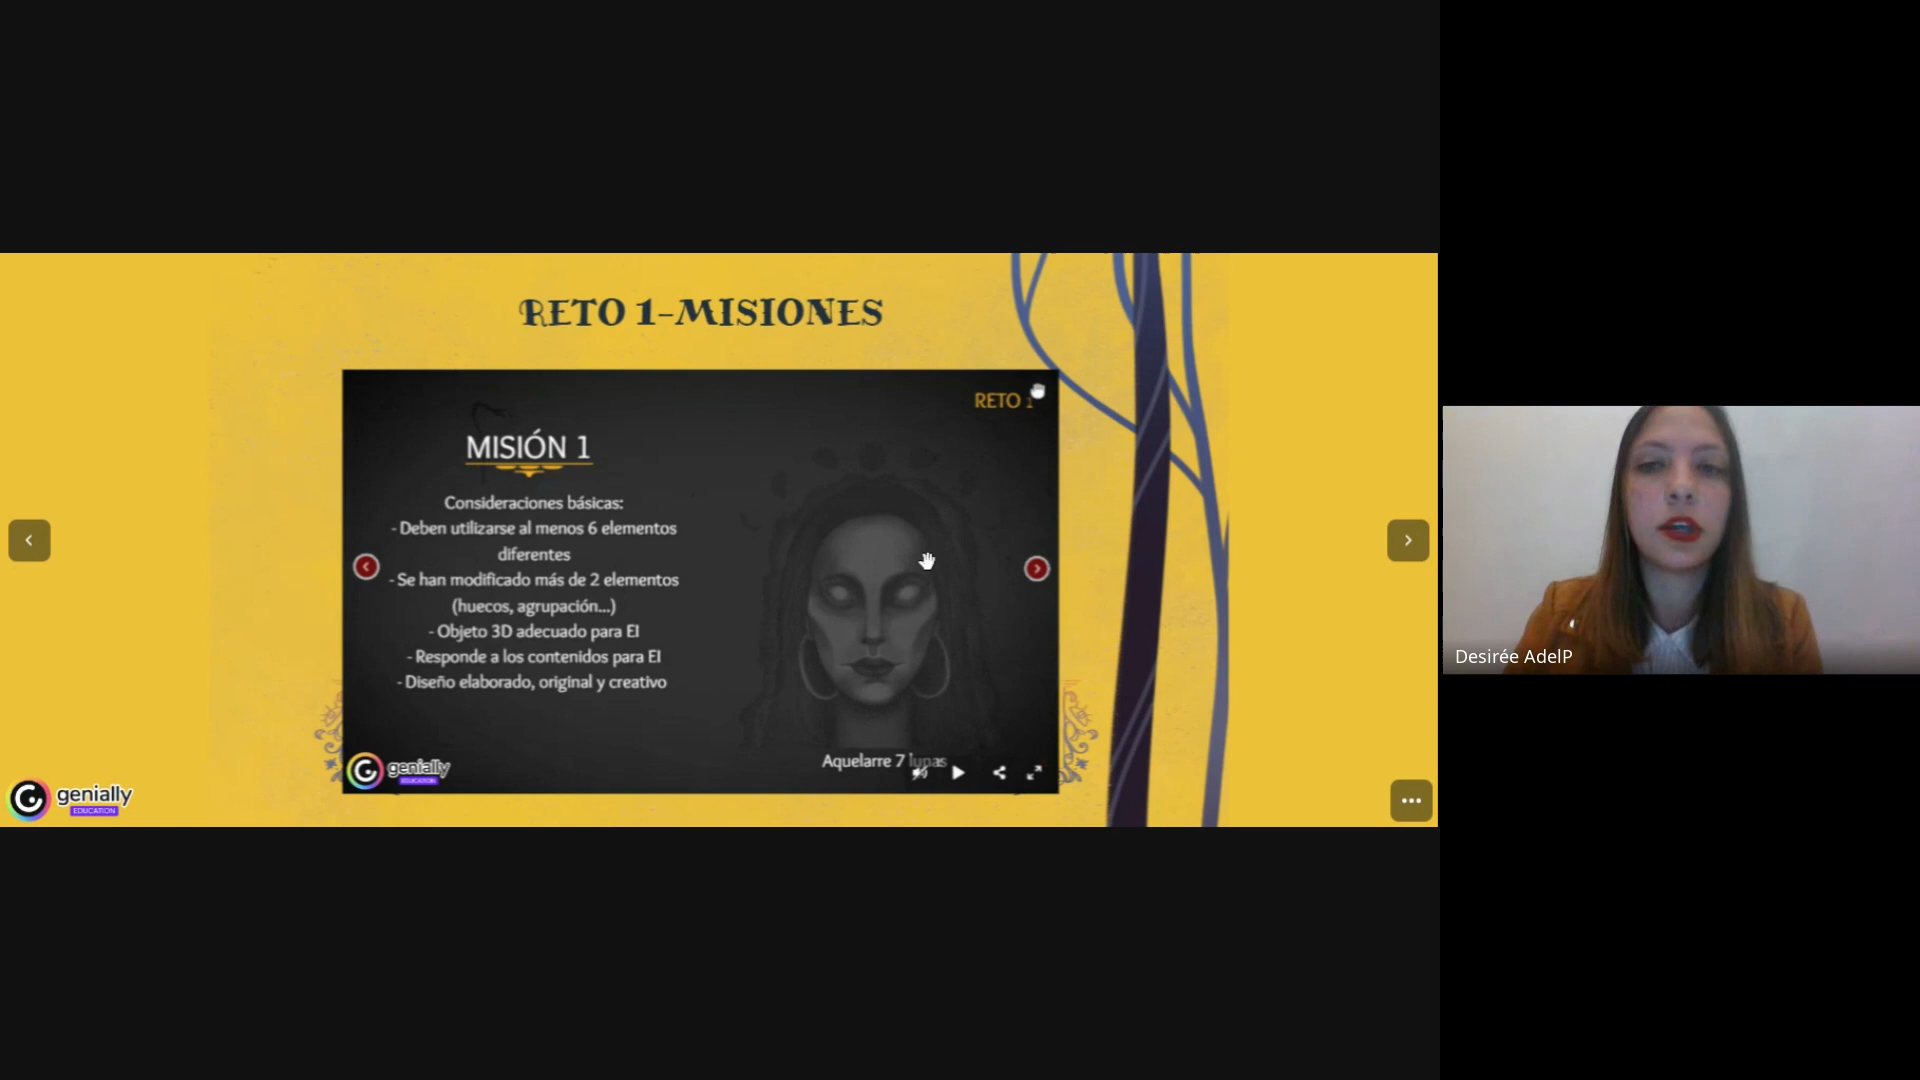 RETO 1-MISIONES
RETO 1
MISIÓN 1
Consideraciones básicas:
- Deben utilizarse al menos 6 elementos
diferentes
- Se han modificado más de 2 elementos
(huecos, agrupación...)
- Objeto 3D adecuado para EI
- Responde a los contenidos para EI
- Diseño elaborado, original y creativo
Aquelarre 7 lunas
genially
EDUCATION
genially
EDUCATION
Desirée AdelP